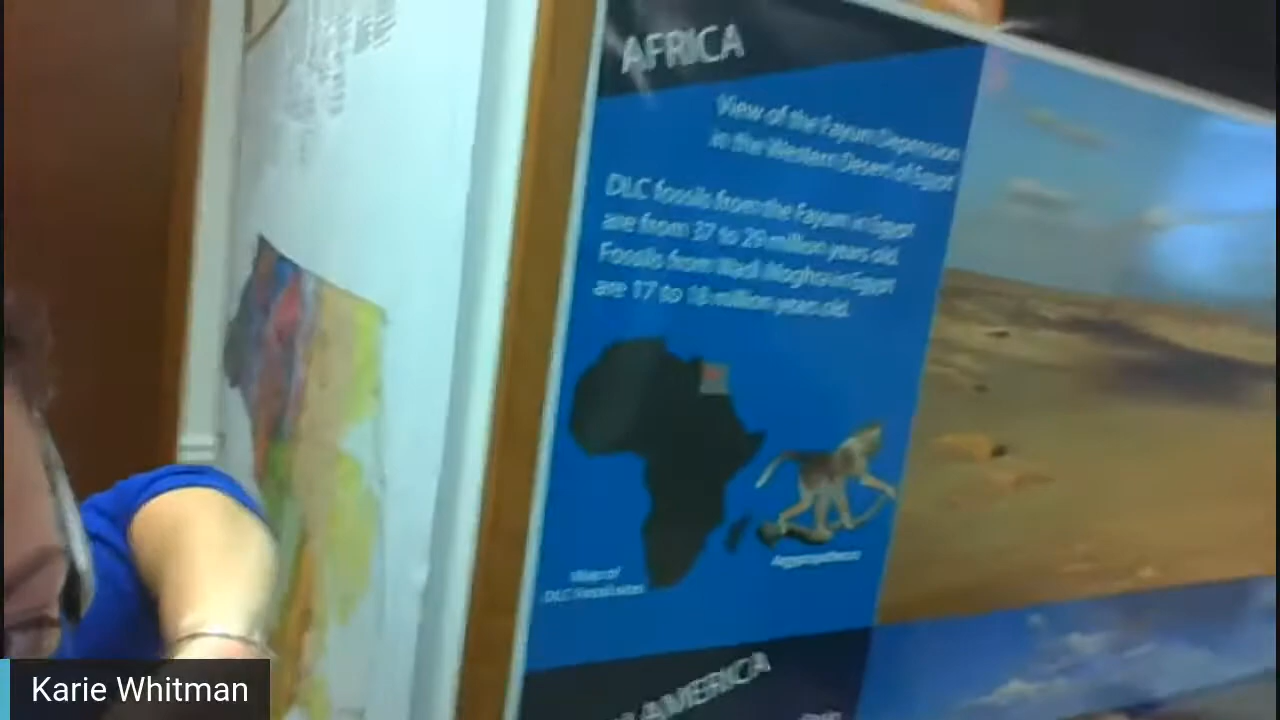 AFRICA
View of the Fayum Depression
in the Western Desert of Egypt
DLC fossils from the Fayum in Egypt
are from 37 to 29 million years old.
Fossils from Wadi Moghra in Egypt
are 17 to 18 million years old.
Aegyptopithecus
Map of
DLC Fossil sites
AMERICA
Karie Whitman